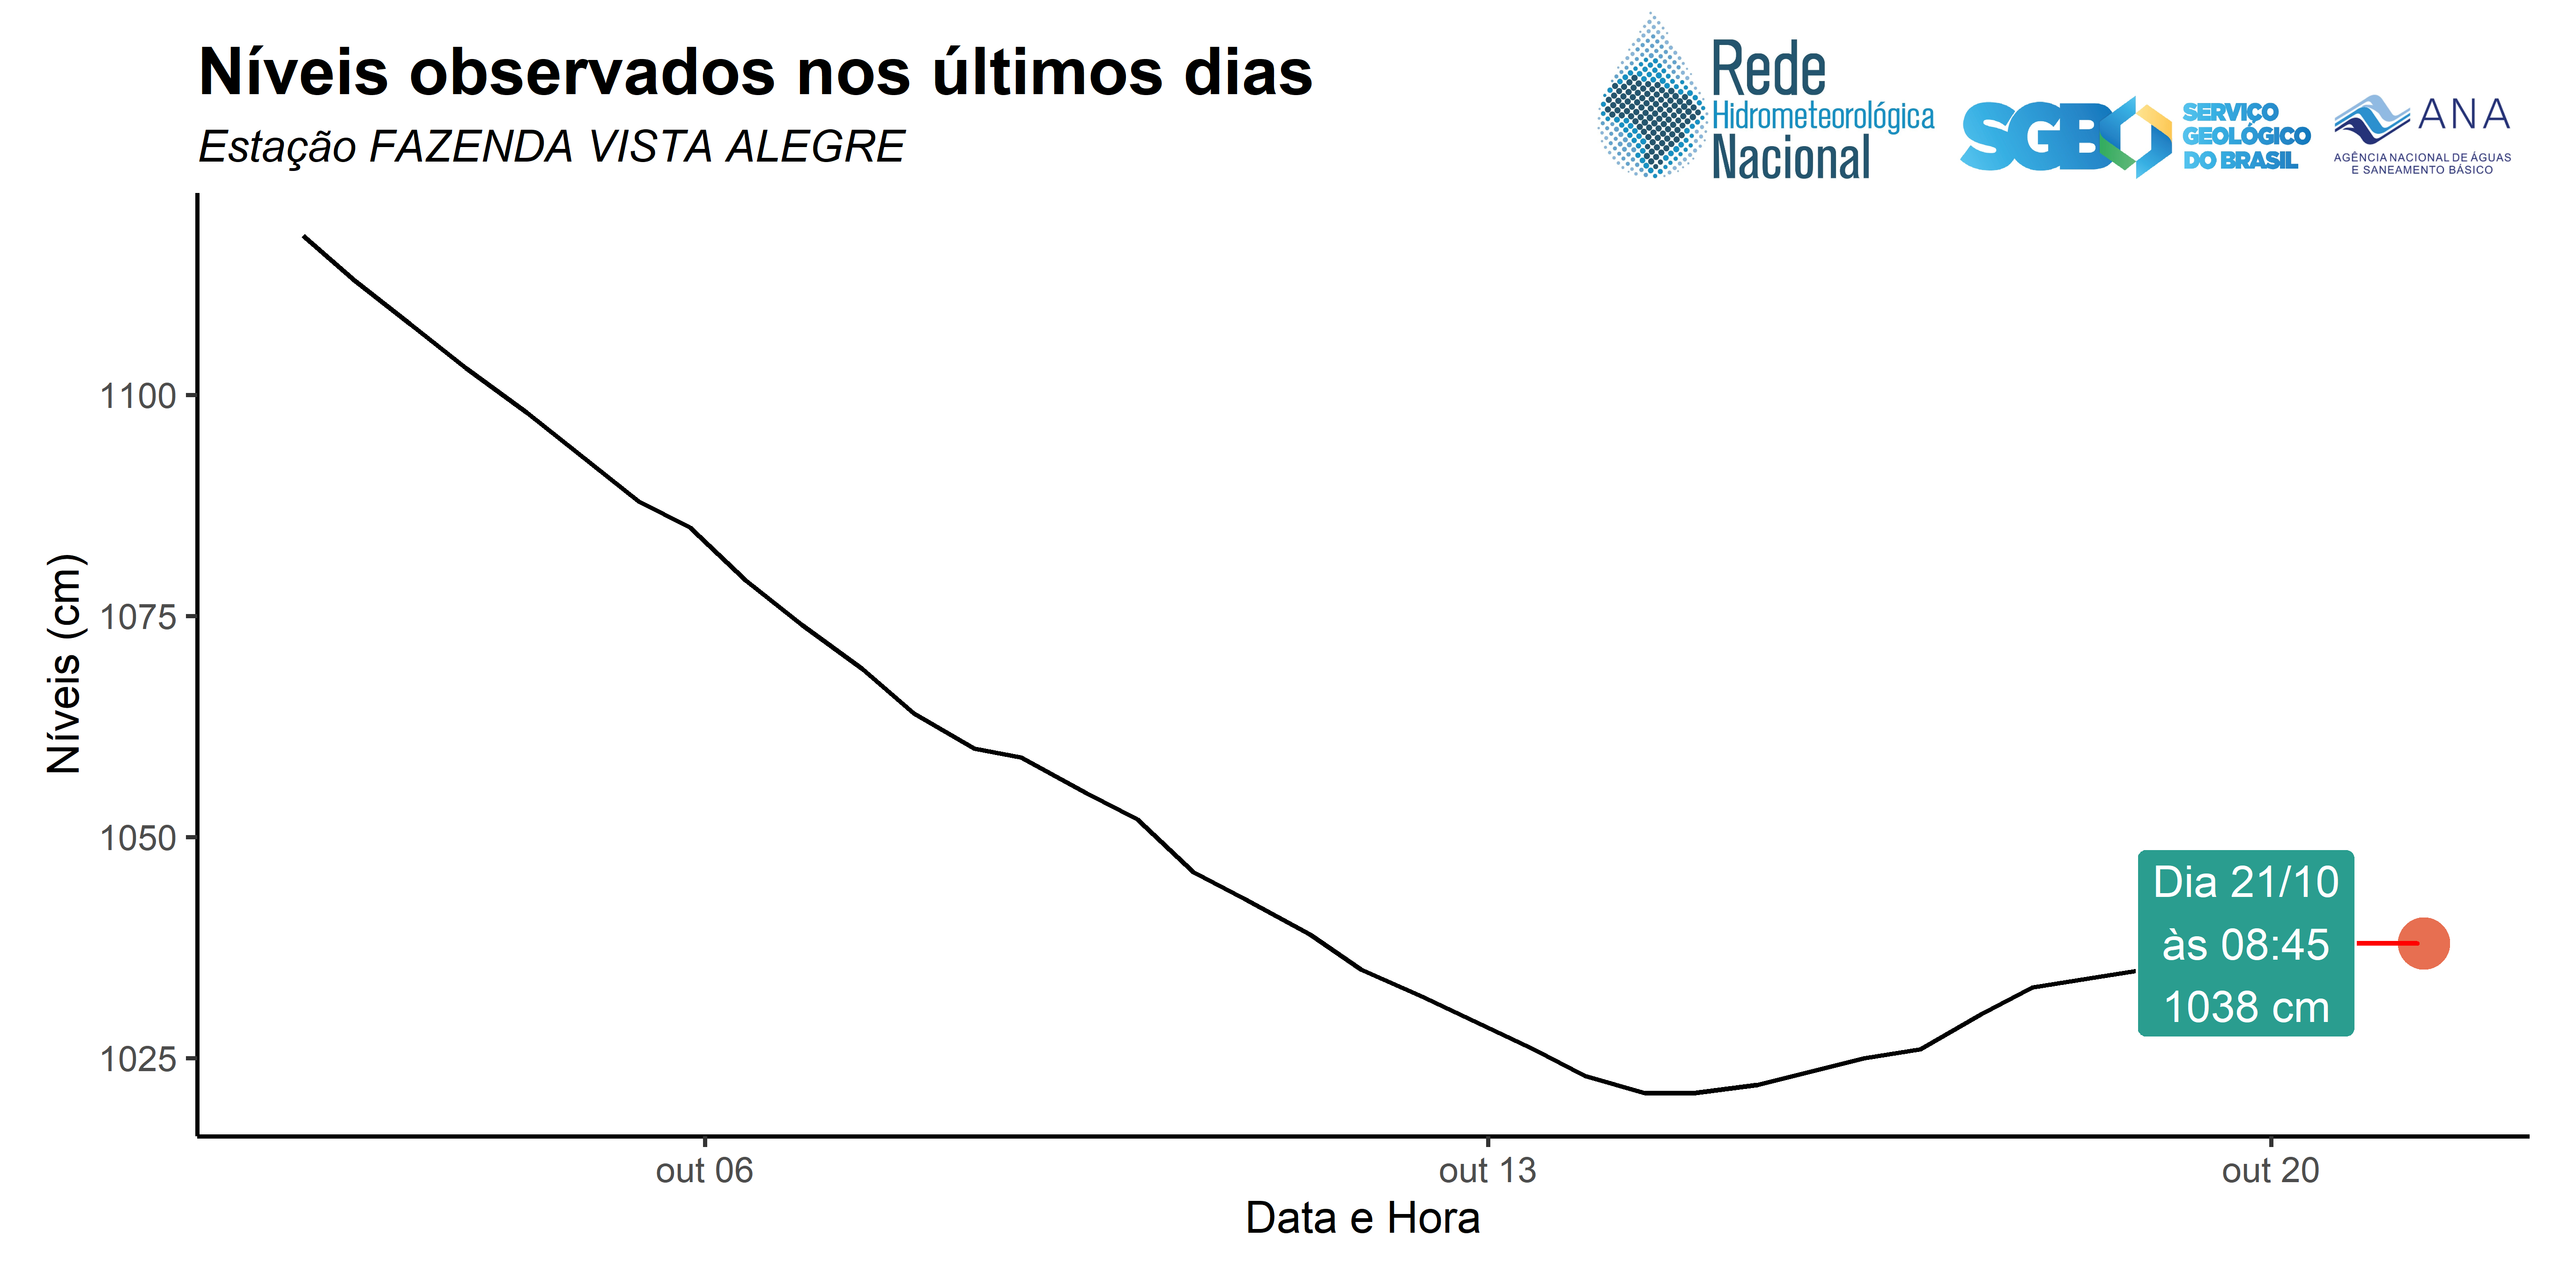 Níveis observados nos últimos dias
Estação FAZENDA VISTA ALEGRE
Rede
Hidrometeorológica
Nacional
SGB
SERVIÇO
GEOLÓGICO
DO BRASIL
ANA
AGÊNCIA NACIONAL DE ÁGUAS
E SANEAMENTO BÁSICO
Níveis (cm)
1100
1075
1050
1025
Dia 21/10
às 08:45
1038 cm
out 06
out 13
out 20
Data e Hora